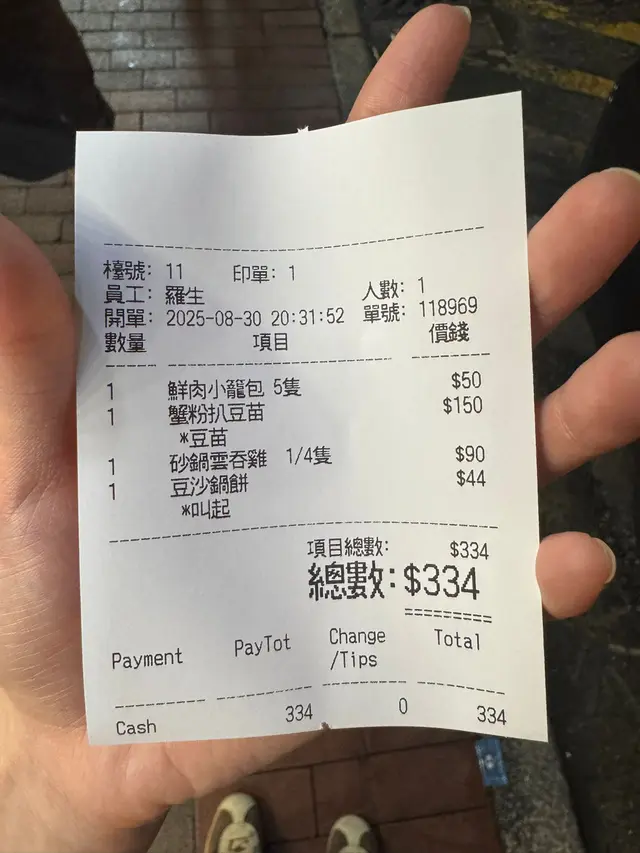 檯號: 11 印單: 1
員工: 羅生 人數: 1
開單: 2025-08-30 20:31:52 單號: 118969
數量 項目 價錢
1 鮮肉小籠包 5隻 $50
1 蟹粉扒豆苗 $150
*豆苗
1 砂鍋雲吞雞 1/4隻 $90
1 豆沙鍋餅 $44
*叫起
項目總數: $334
總數: $334
Payment PayTot Change/Tips Total
Cash 334 0 334